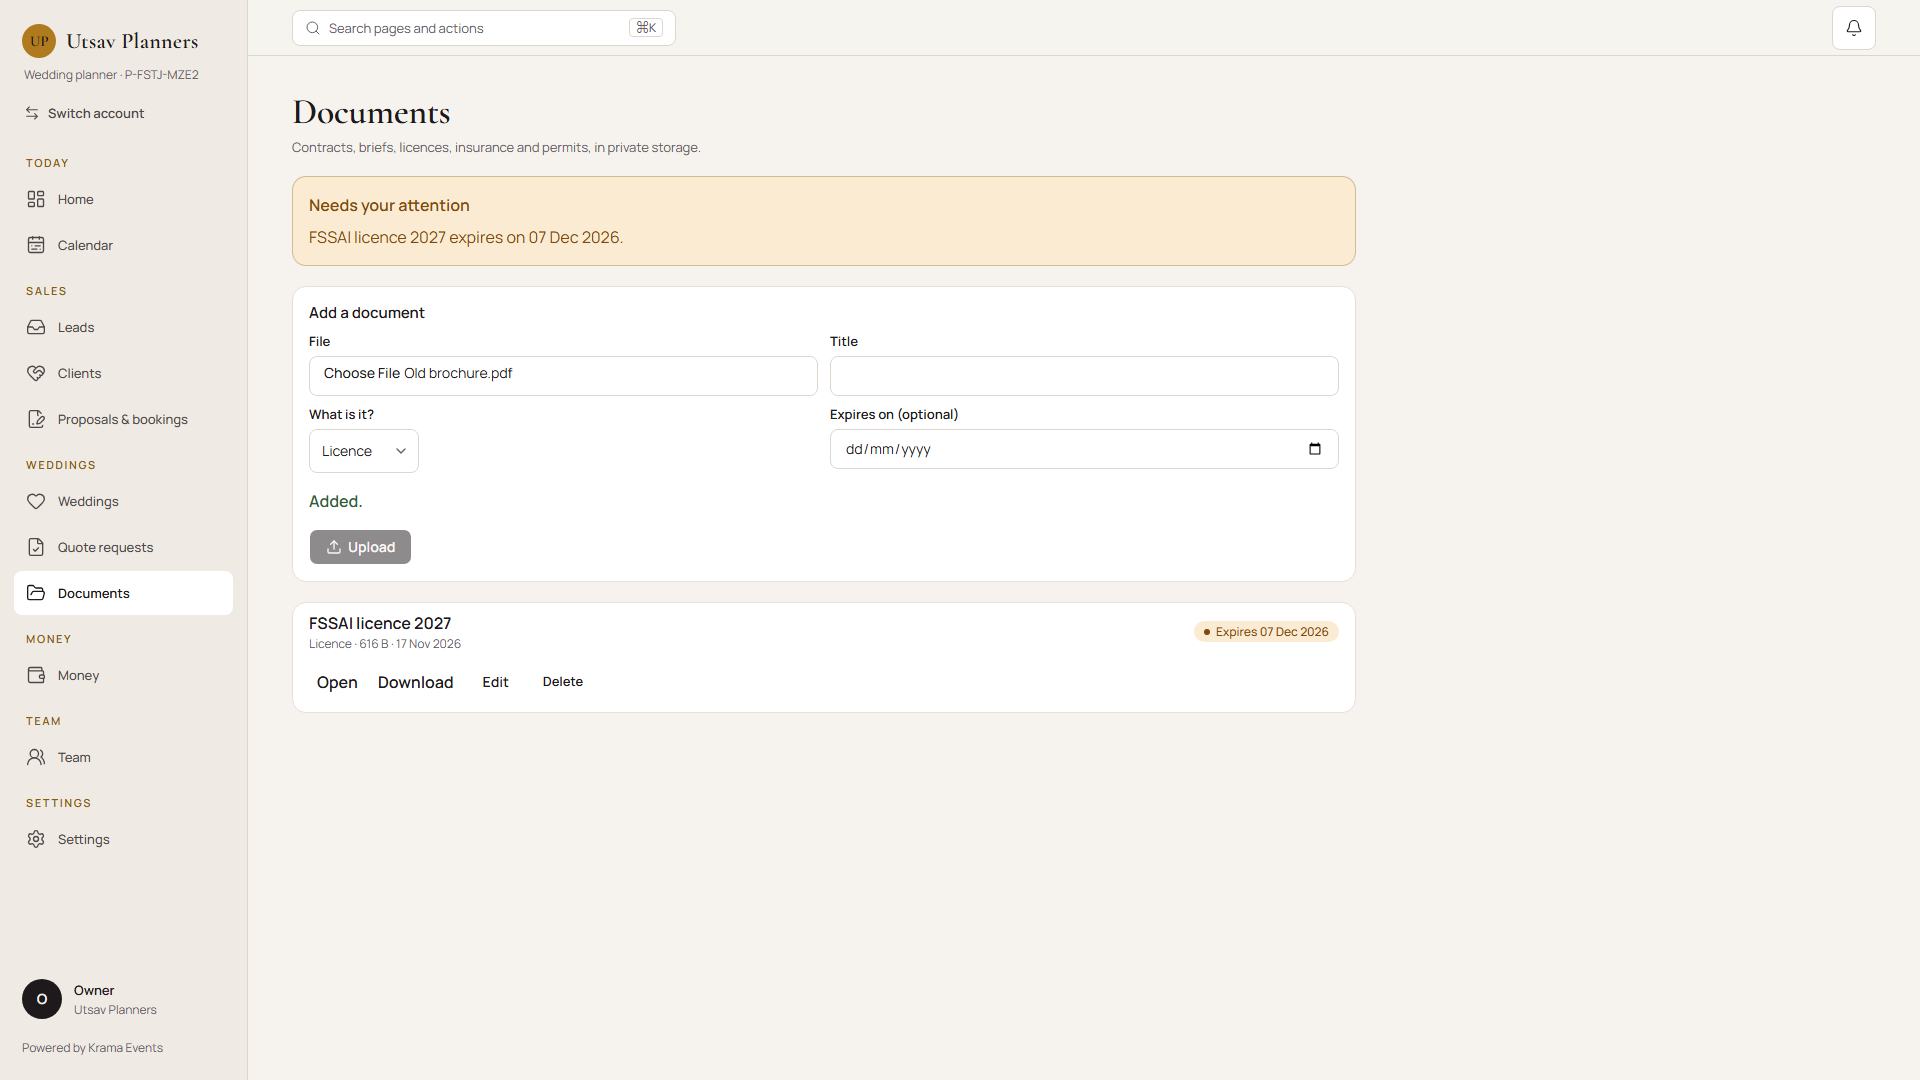 UP Utsav Planners
Wedding planner · P-FSTJ-MZE2
Switch account
TODAY
Home
Calendar
SALES
Leads
Clients
Proposals & bookings
WEDDINGS
Weddings
Quote requests
Documents
MONEY
Money
TEAM
Team
SETTINGS
Settings
O
Owner
Utsav Planners
Powered by Krama Events
Search pages and actions ⌘K
Documents
Contracts, briefs, licences, insurance and permits, in private storage.
Needs your attention
FSSAI licence 2027 expires on 07 Dec 2026.
Add a document
File Title
Choose File Old brochure.pdf
What is it? Expires on (optional)
Licence dd/mm/yyyy
Added.
Upload
FSSAI licence 2027
Licence · 616 B · 17 Nov 2026
Expires 07 Dec 2026
Open Download Edit Delete